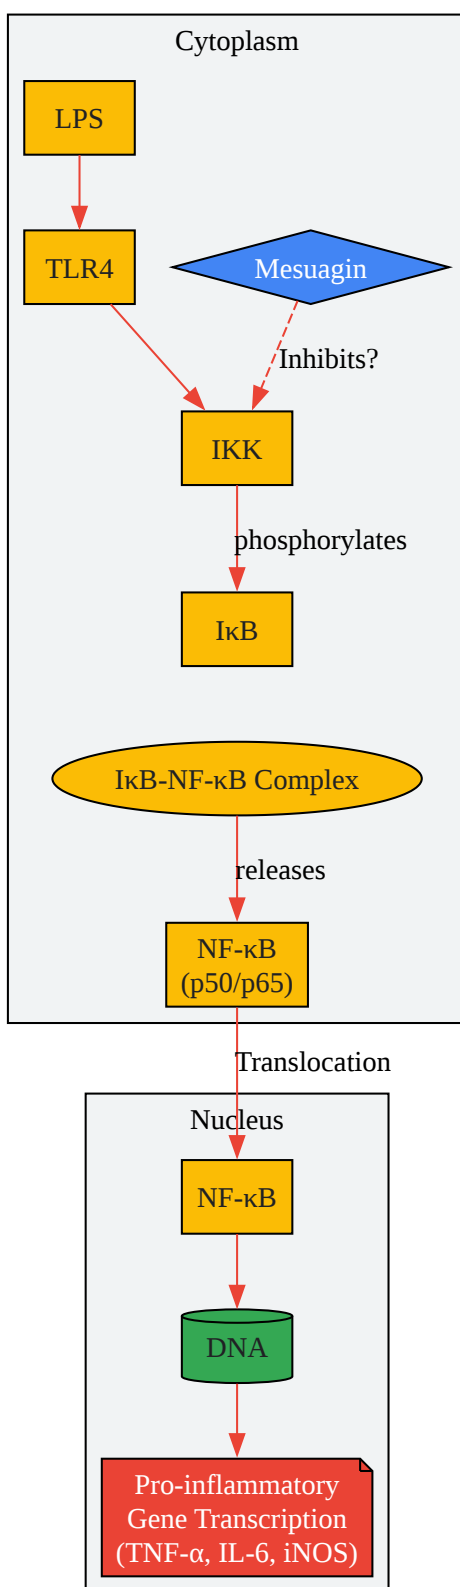 Cytoplasm
LPS
TLR4
Mesuagin
Inhibits?
IKK
phosphorylates
IκB
IκB-NF-κB Complex
releases
NF-κB
(p50/p65)
Translocation
Nucleus
NF-κB
DNA
Pro-inflammatory
Gene Transcription
(TNF-α, IL-6, iNOS)